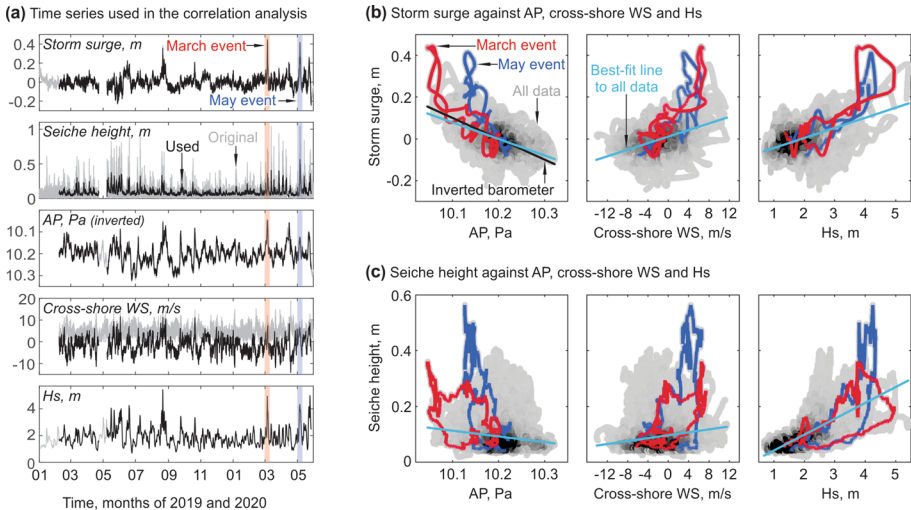 (a) Time series used in the correlation analysis
Storm surge, m
March event
May event
0.4
0.2
0
-0.2
Seiche height, m
Original
Used
1
0.5
0
AP, Pa (inverted)
10.1
10.2
10.3
Cross-shore WS, m/s
20
10
0
-10
Hs, m
4
2
0
01 03 05 07 09 11 01 03 05
Time, months of 2019 and 2020
(b) Storm surge against AP, cross-shore WS and Hs
Storm surge, m
0.4
0.2
0
-0.2
March event
May event
All data
Inverted barometer
10.1 10.2 10.3
AP, Pa
Best-fit line
to all data
-12 -8 -4 0 4 8 12
Cross-shore WS, m/s
1 2 3 4 5
Hs, m
(c) Seiche height against AP, cross-shore WS and Hs
Seiche height, m
0.6
0.4
0.2
0
10.1 10.2 10.3
AP, Pa
-12 -8 -4 0 4 8 12
Cross-shore WS, m/s
1 2 3 4 5
Hs, m